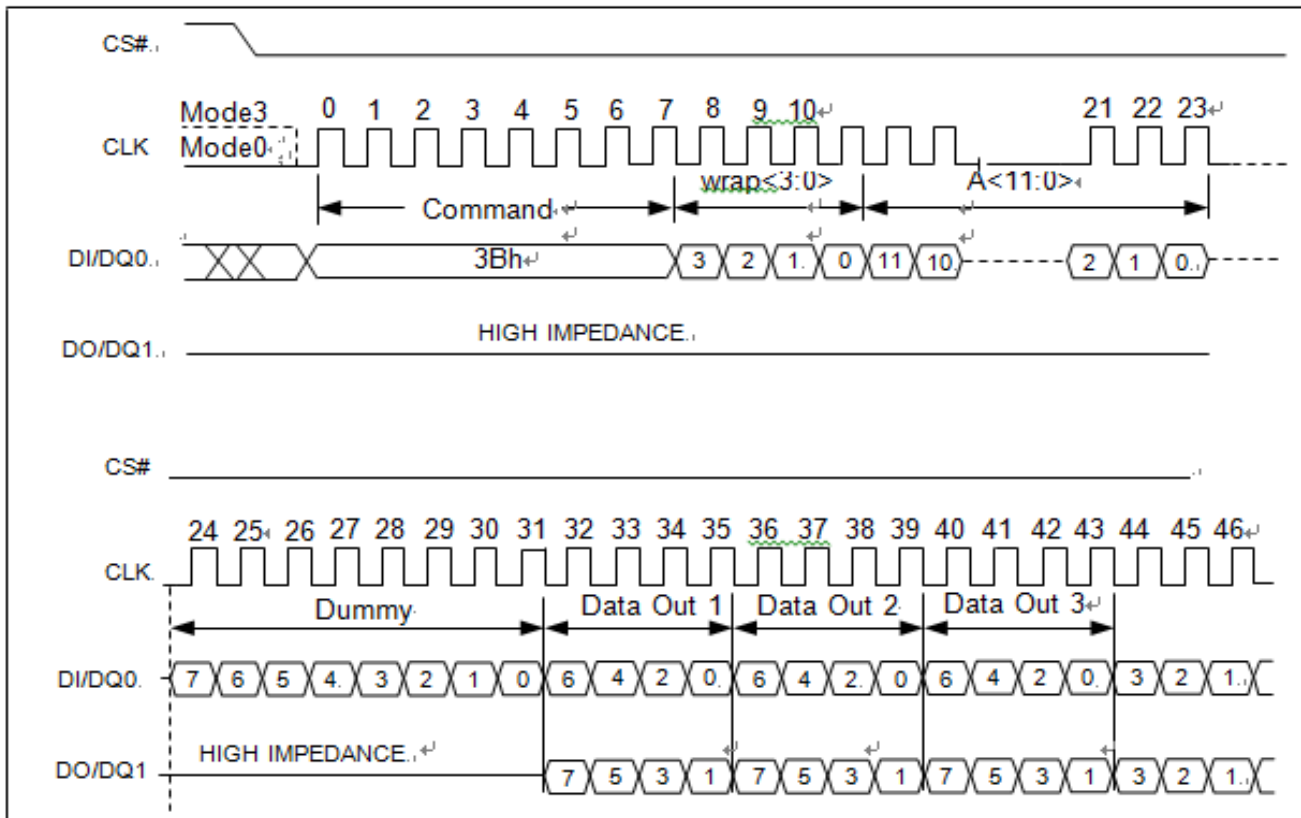 CS#.
Mode3 0 1 2 3 4 5 6 7 8 9 10 21 22 23
CLK Mode0
wrap<3:0> A<11:0>
Command
DI/DQ0. 3Bh 3 2 1. 0 11 10. 2 1 0.
HIGH IMPEDANCE.
DO/DQ1.
CS#
24 25 26 27 28 29 30 31 32 33 34 35 36 37 38 39 40 41 42 43 44 45 46
CLK.
Dummy Data Out 1 Data Out 2 Data Out 3
DI/DQ0. 7 6 5 4. 3 2 1 0 6 4 2 0. 6 4 2. 0 6 4 2 0. 3 2 1.
HIGH IMPEDANCE.
DO/DQ1 7 5 3 1 7 5 3 1 7 5 3 1 3 2 1.